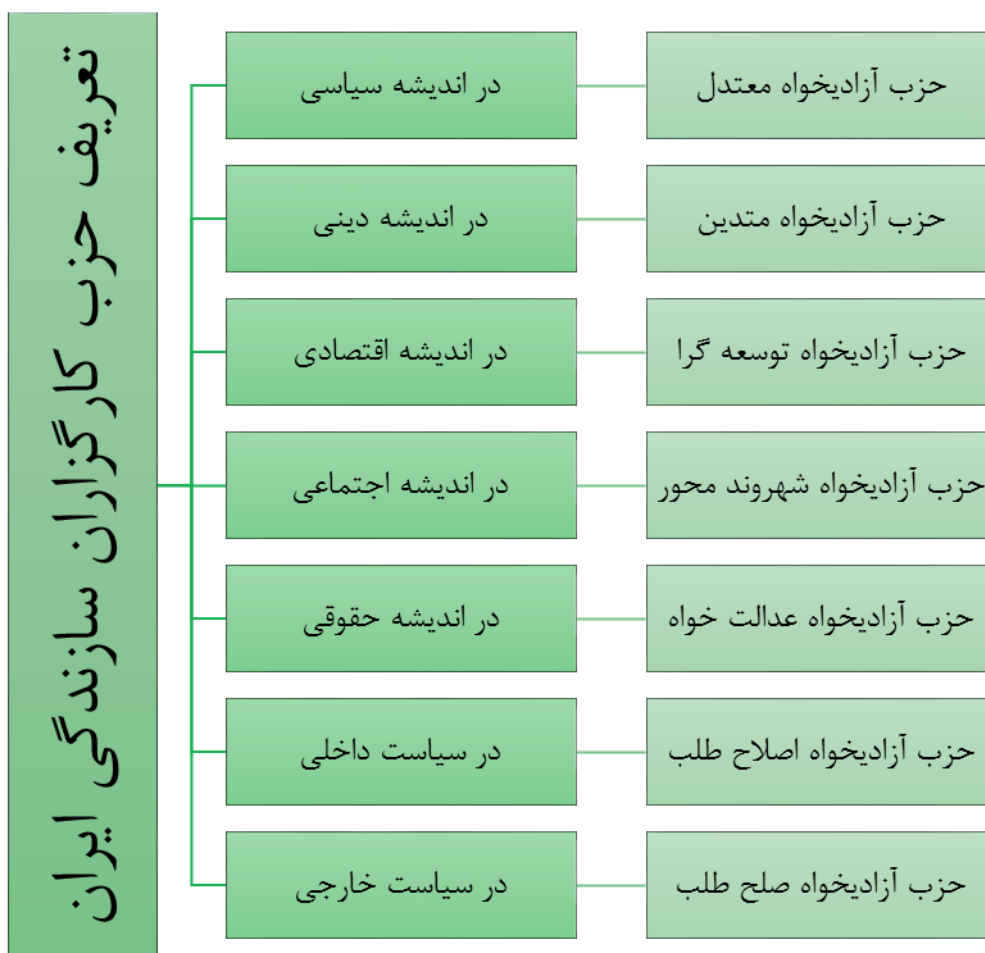 تعریف حزب کارگزاران سازندگی ایران
در اندیشه سیاسی
حزب آزادیخواه معتدل
در اندیشه دینی
حزب آزادیخواه متدین
در اندیشه اقتصادی
حزب آزادیخواه توسعه گرا
در اندیشه اجتماعی
حزب آزادیخواه شهروند محور
در اندیشه حقوقی
حزب آزادیخواه عدالت خواه
در سیاست داخلی
حزب آزادیخواه اصلاح طلب
در سیاست خارجی
حزب آزادیخواه صلح طلب